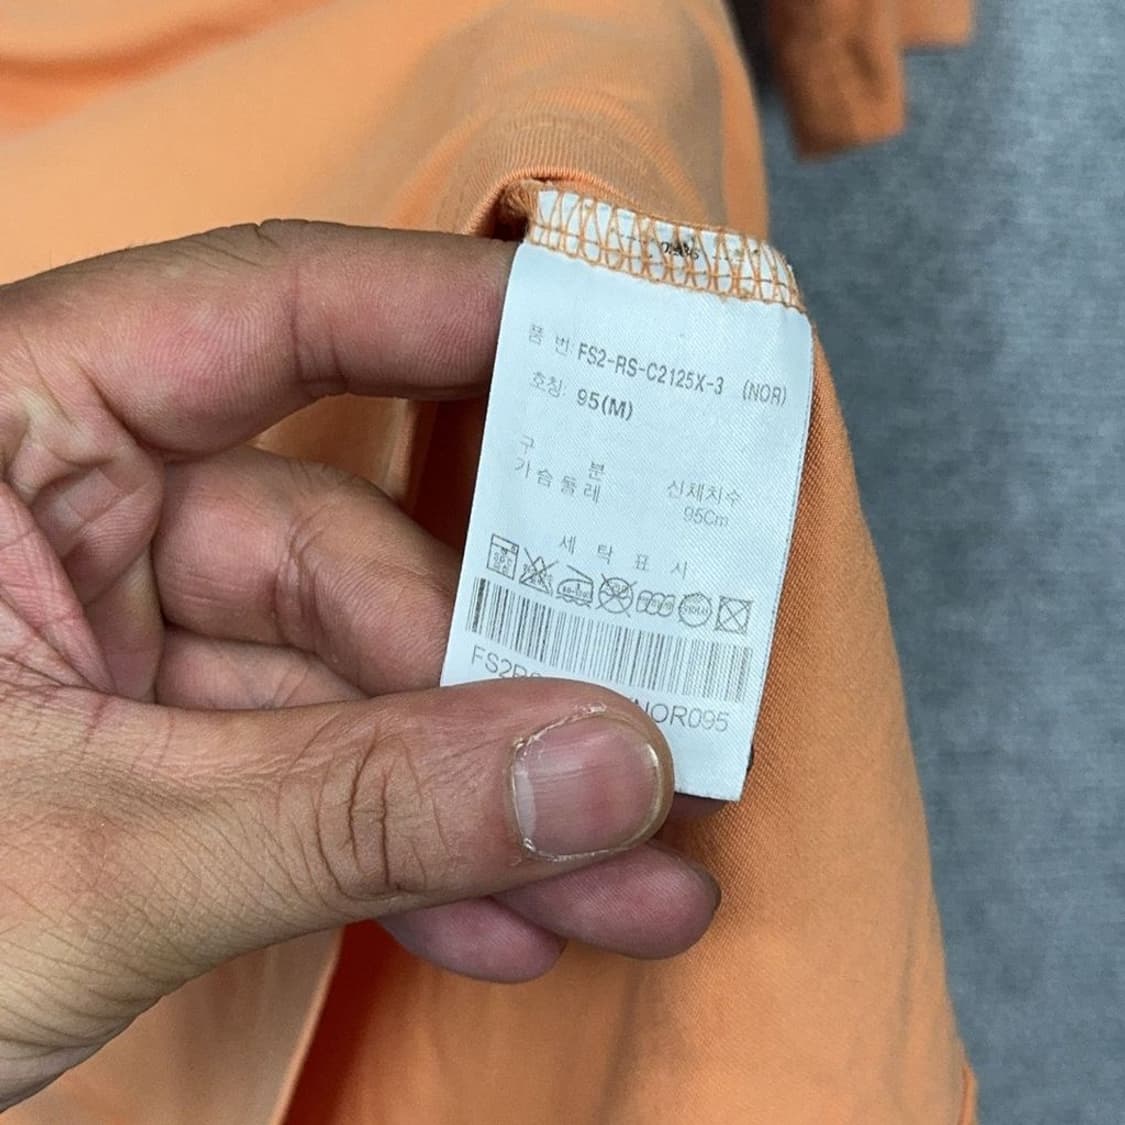 품 번: FS2-RS-C2125X-3 (NOR)
호칭: 95(M)
구 분
가슴둘레 신체치수
95Cm
세 탁 표 시
NOR095